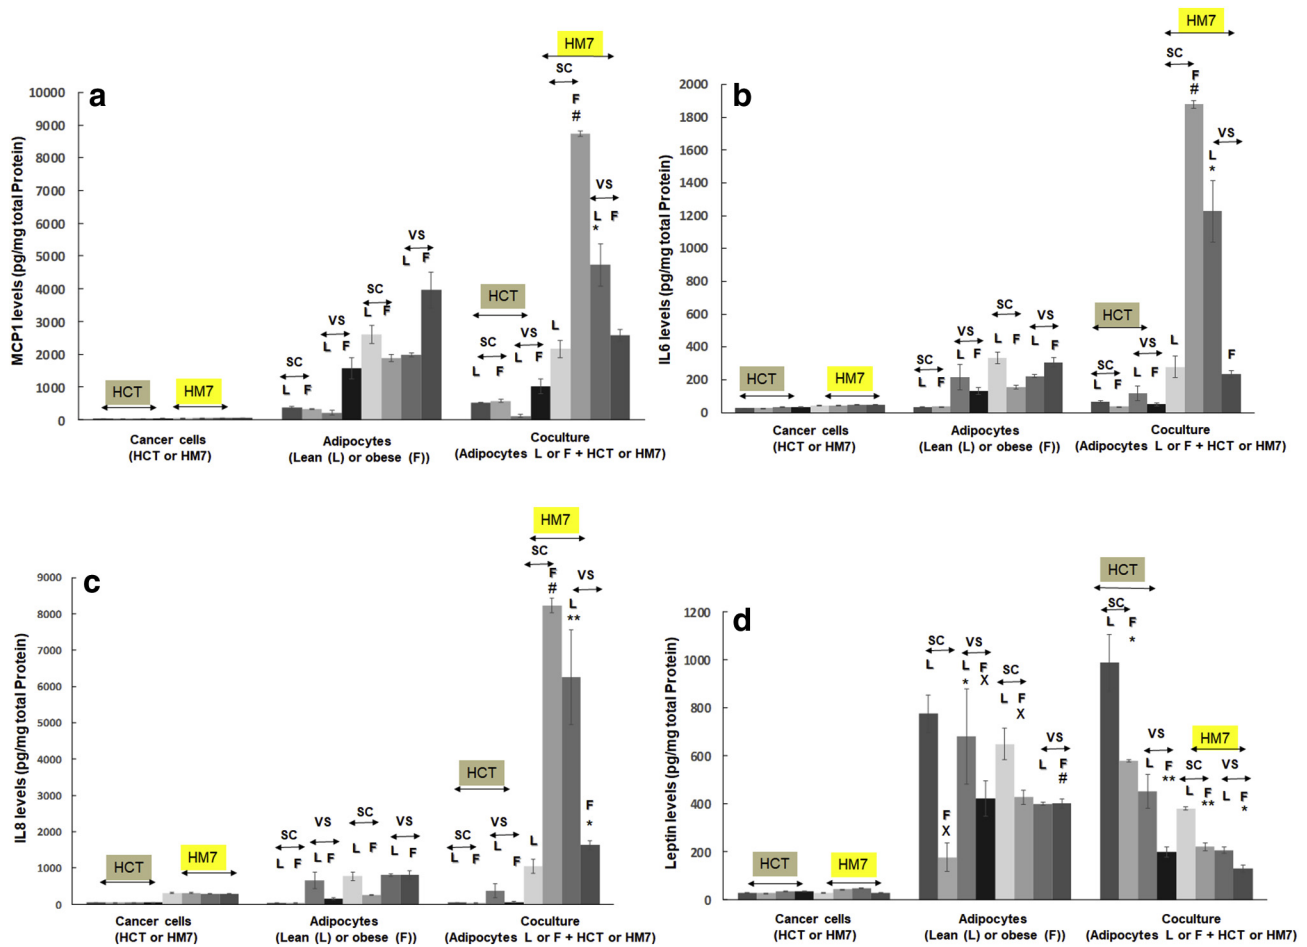 a
MCP1 levels (pg/mg total Protein)
10000
9000
8000
7000
6000
5000
4000
3000
2000
1000
0
HCT
HM7
SC
L F
VS
L F
SC
L F
VS
L F
HCT
SC
L F
VS
L F
HM7
SC
L
F
#
VS
L F
*
Cancer cells
(HCT or HM7)
Adipocytes
(Lean (L) or obese (F))
Coculture
(Adipocytes L or F + HCT or HM7)
b
IL6 levels (pg/mg total Protein)
2000
1800
1600
1400
1200
1000
800
600
400
200
0
HCT
HM7
SC
L F
VS
L F
SC
L F
VS
L F
HCT
SC
L F
VS
L F
HM7
SC
L
F
#
VS
L
*
F
Cancer cells
(HCT or HM7)
Adipocytes
(Lean (L) or obese (F))
Coculture
(Adipocytes L or F + HCT or HM7)
c
IL8 levels (pg/mg total Protein)
9000
8000
7000
6000
5000
4000
3000
2000
1000
0
HCT
HM7
SC
L F
VS
L F
SC
L F
VS
L F
HCT
SC
L F
VS
L F
HM7
SC
L
F
#
VS
L
**
F
*
Cancer cells
(HCT or HM7)
Adipocytes
(Lean (L) or obese (F))
Coculture
(Adipocytes L or F + HCT or HM7)
d
Leptin levels (pg/mg total Protein)
1200
1000
800
600
400
200
0
HCT
HM7
SC
L
F
X
VS
L F
* X
SC
L F
X
VS
L F
#
HCT
SC
L F
*
VS
L F
**
HM7
SC
L F
**
VS
L F
*
Cancer cells
(HCT or HM7)
Adipocytes
(Lean (L) or obese (F))
Coculture
(Adipocytes L or F + HCT or HM7)